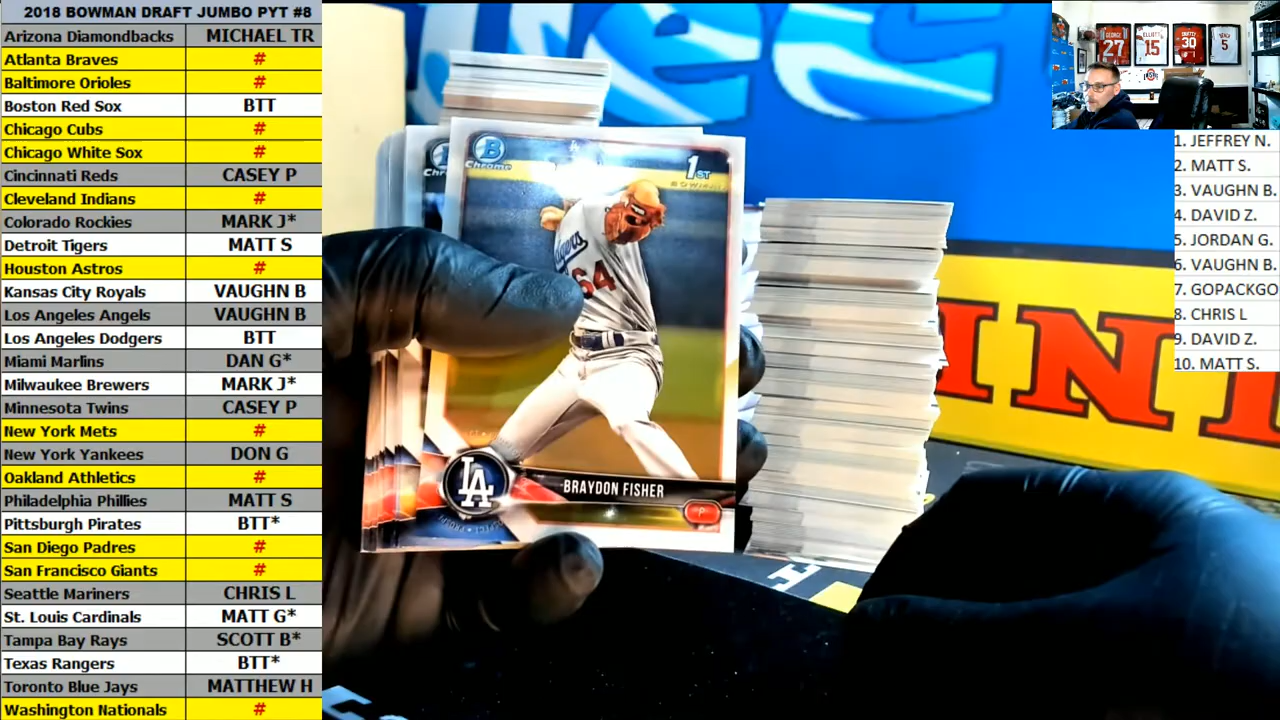 2018 BOWMAN DRAFT JUMBO PYT #8
Arizona Diamondbacks MICHAEL TR
Atlanta Braves #
Baltimore Orioles #
Boston Red Sox BTT
Chicago Cubs #
Chicago White Sox #
Cincinnati Reds CASEY P
Cleveland Indians #
Colorado Rockies MARK J*
Detroit Tigers MATT S
Houston Astros #
Kansas City Royals VAUGHN B
Los Angeles Angels VAUGHN B
Los Angeles Dodgers BTT
Miami Marlins DAN G*
Milwaukee Brewers MARK J*
Minnesota Twins CASEY P
New York Mets #
New York Yankees DON G
Oakland Athletics #
Philadelphia Phillies MATT S
Pittsburgh Pirates BTT*
San Diego Padres #
San Francisco Giants #
Seattle Mariners CHRIS L
St. Louis Cardinals MATT G*
Tampa Bay Rays SCOTT B*
Texas Rangers BTT*
Toronto Blue Jays MATTHEW H
Washington Nationals #
B
Chrome
1ST
BOWMAN
64
LA
BRAYDON FISHER
P
GEORGE
27
15
30
5
1. JEFFREY N.
2. MATT S.
3. VAUGHN B.
4. DAVID Z.
5. JORDAN G.
6. VAUGHN B.
7. GOPACKGO
8. CHRIS L
9. DAVID Z.
10. MATT S.